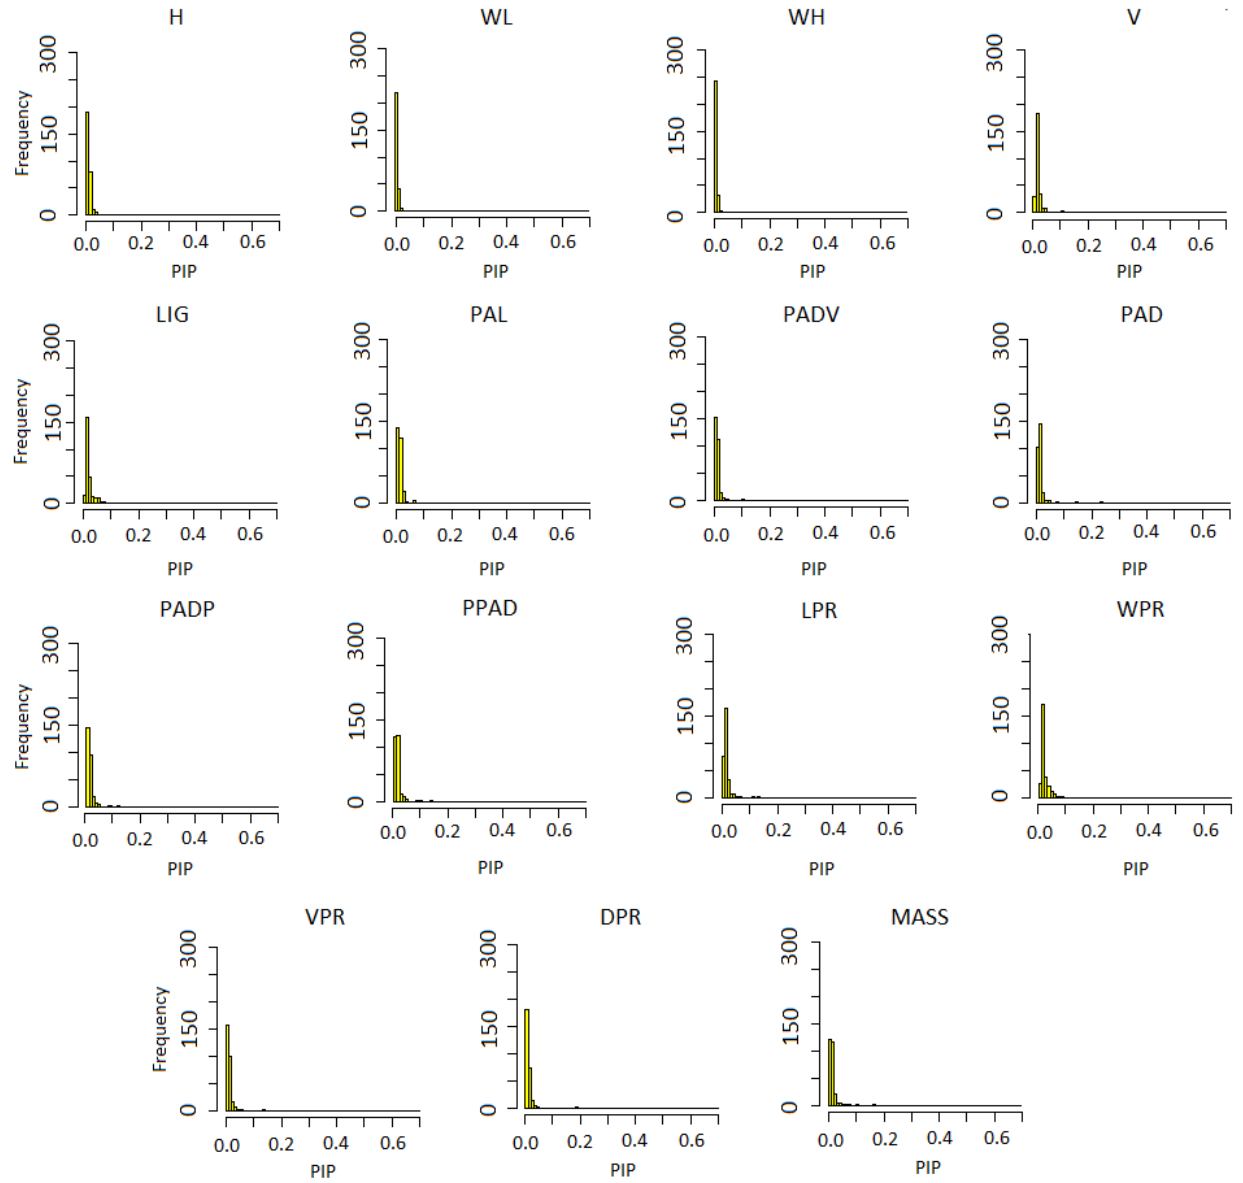 H WL WH V
Frequency
300 300 300 300
150 150 150 150
0 0 0 0
0.0 0.2 0.4 0.6 0.0 0.2 0.4 0.6 0.0 0.2 0.4 0.6 0.0 0.2 0.4 0.6
PIP PIP PIP PIP
LIG PAL PADV PAD
Frequency
300 300 300 300
150 150 150 150
0 0 0 0
0.0 0.2 0.4 0.6 0.0 0.2 0.4 0.6 0.0 0.2 0.4 0.6 0.0 0.2 0.4 0.6
PIP PIP PIP PIP
PADP PPAD LPR WPR
Frequency
300 300 300 300
150 150 150 150
0 0 0 0
0.0 0.2 0.4 0.6 0.0 0.2 0.4 0.6 0.0 0.2 0.4 0.6 0.0 0.2 0.4 0.6
PIP PIP PIP PIP
VPR DPR MASS
Frequency
300 300 300
150 150 150
0 0 0
0.0 0.2 0.4 0.6 0.0 0.2 0.4 0.6 0.0 0.2 0.4 0.6
PIP PIP PIP